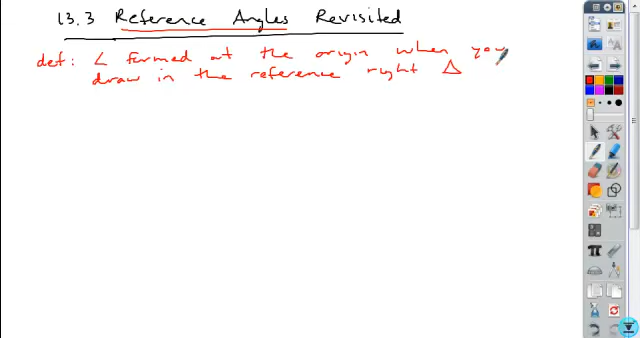 13.3 Reference Angles Revisited
def: ∠ formed at the origin when you
draw in the reference right △